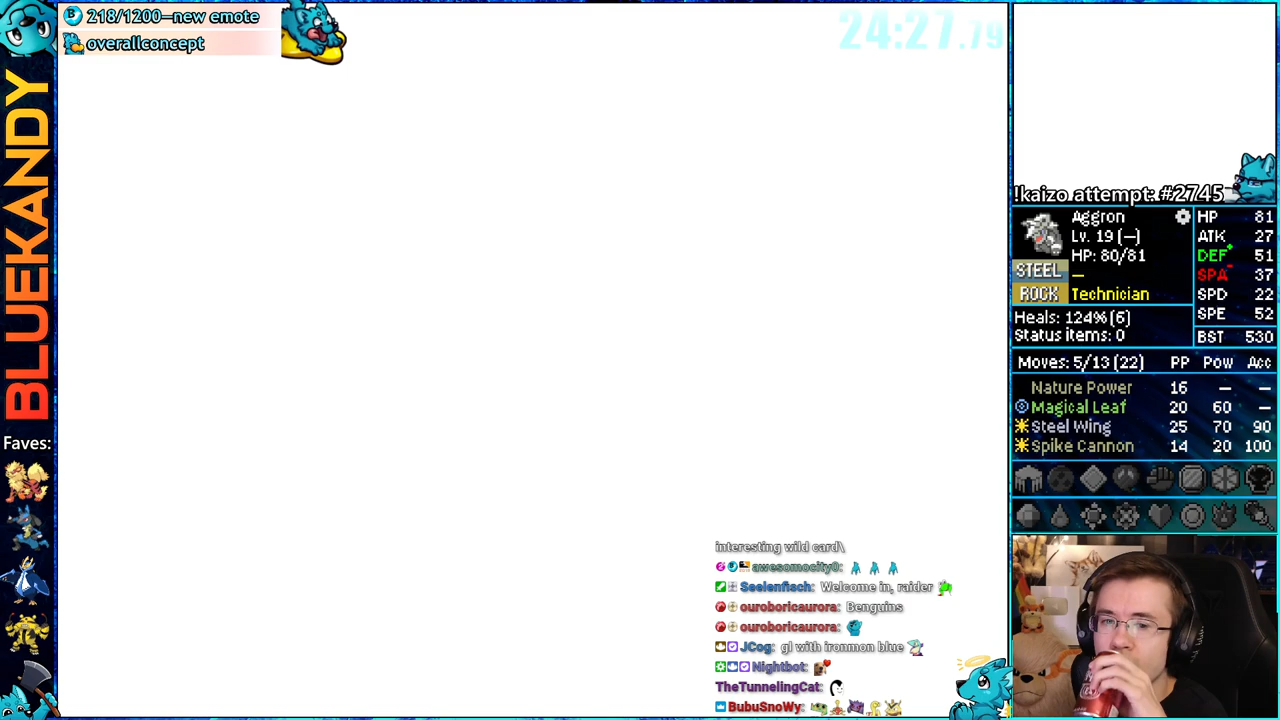 218/1200—new emote
overallconcept
24:27.79
BLUEKANDY
Faves:
!kaizo attempt: #2745
Aggron
Lv. 19 (—)
HP: 80/81
—
Technician
STEEL
ROCK
Heals: 124% (6)
Status items: 0
HP 81
ATK 27
DEF 51
SPA 37
SPD 22
SPE 52
BST 530
Moves: 5/13 (22) PP Pow Acc
Nature Power 16 — —
Magical Leaf 20 60 —
Steel Wing 25 70 90
Spike Cannon 14 20 100
interesting wild card\
awesomocity0:
Seelenfisch: Welcome in, raider
ouroboricaurora: Benguins
ouroboricaurora:
JCog: gl with ironmon blue
Nightbot:
TheTunnelingCat:
BubuSnoWy: